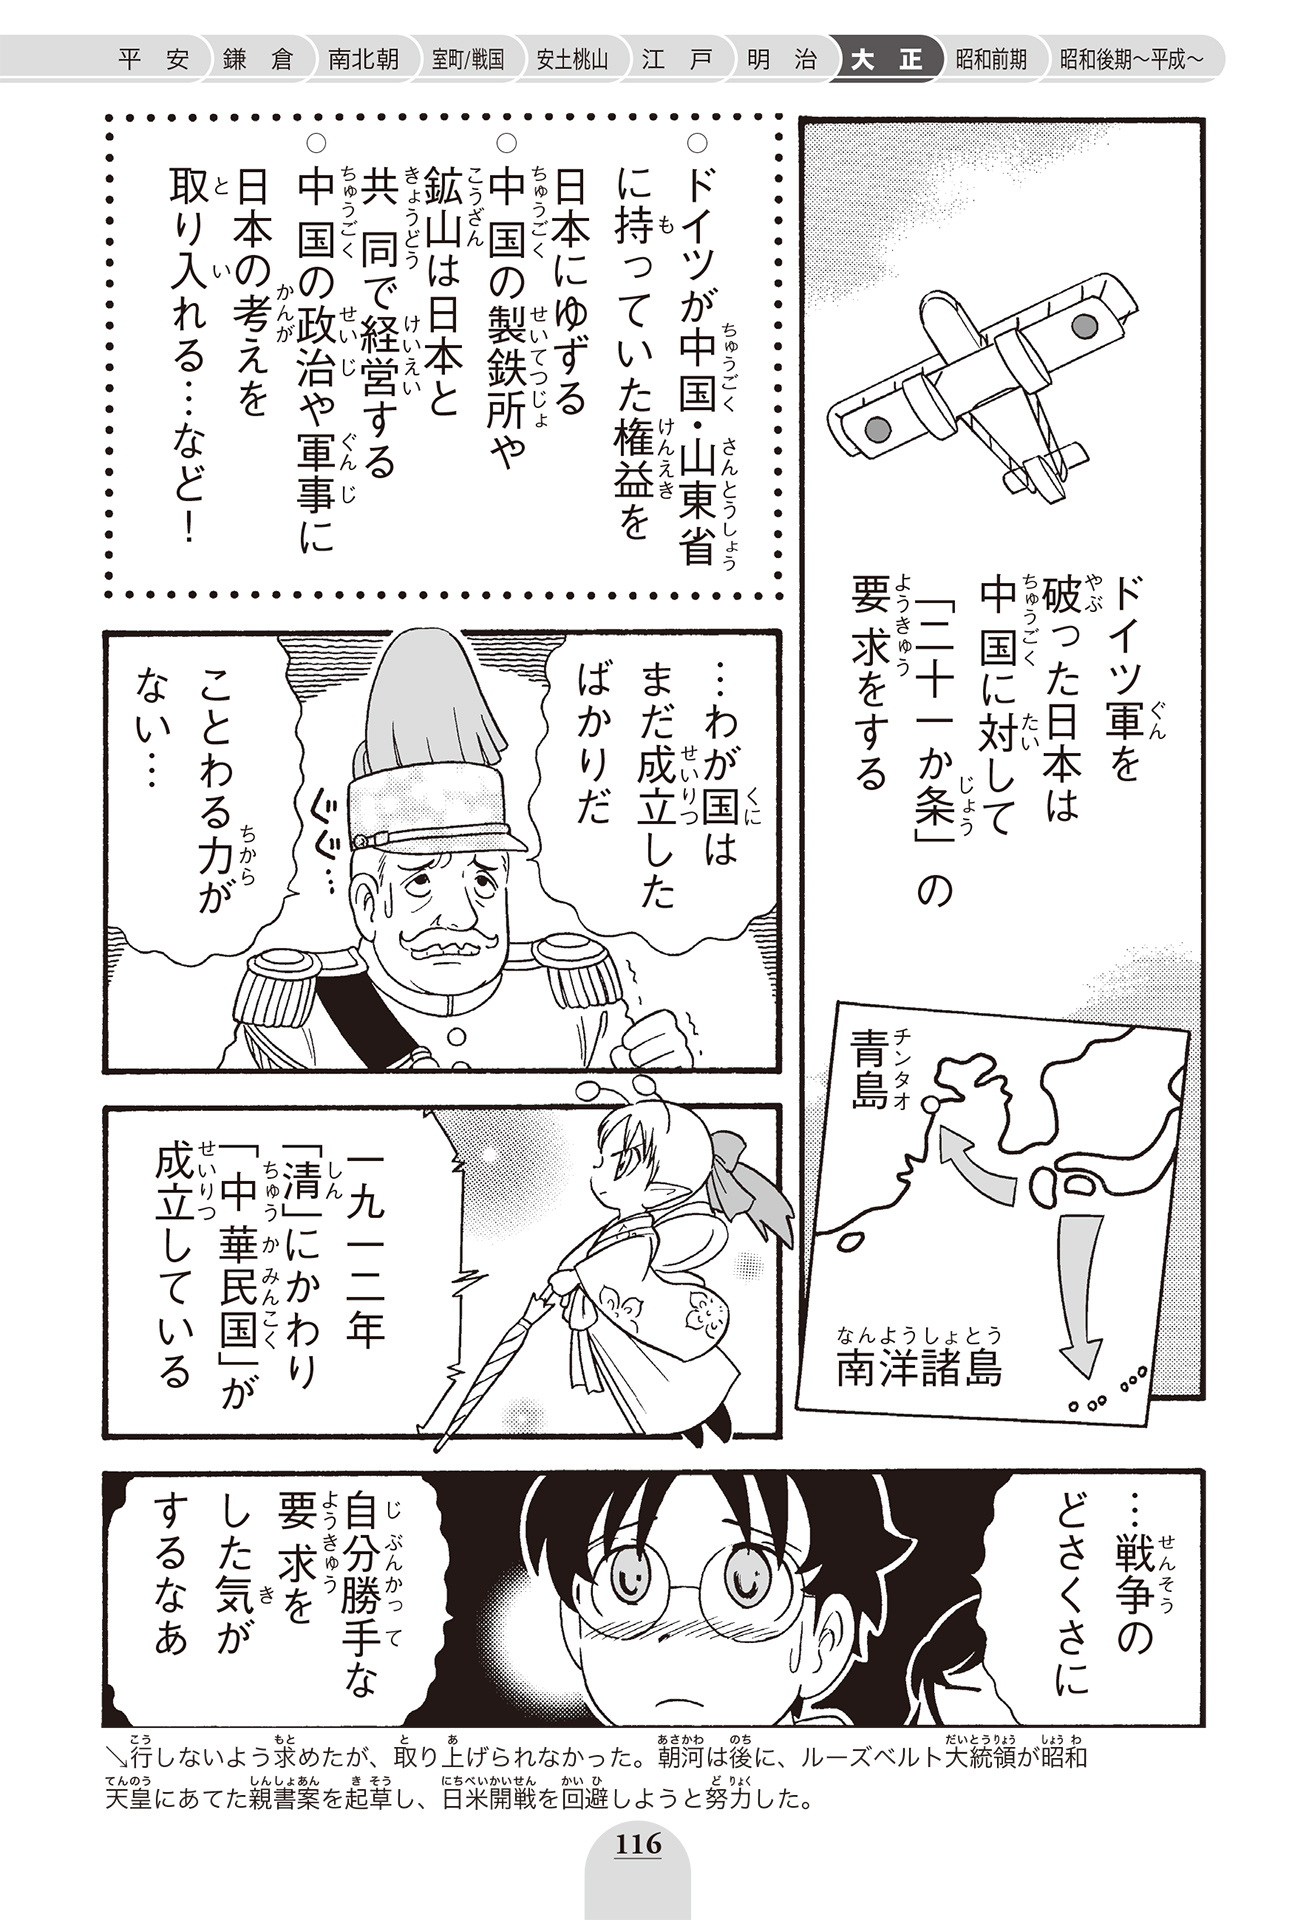 平安
鎌倉
南北朝
室町/戦国
安土桃山
江戸
明治
大正
昭和前期
昭和後期〜平成〜
ドイツ軍を
破った日本は
中国に対して
「二十一か条」の
要求をする
青島
チンタオ
南洋諸島
なんようしょとう
○ドイツが中国・山東省
に持っていた権益を
日本にゆずる
○中国の製鉄所や
鉱山は日本と
共同で経営する
○中国の政治や軍事に
日本の考えを
取り入れる…など!
…わが国は
まだ成立した
ばかりだ
ことわる力が
ない…
ぐぐ…
一九一二年
「清」にかわり
「中華民国」が
成立している
…戦争の
どさくさに
自分勝手な
要求を
した気が
するなあ
↘行しないよう求めたが、取り上げられなかった。朝河は後に、ルーズベルト大統領が昭和
天皇にあてた親書案を起草し、日米開戦を回避しようと努力した。
116